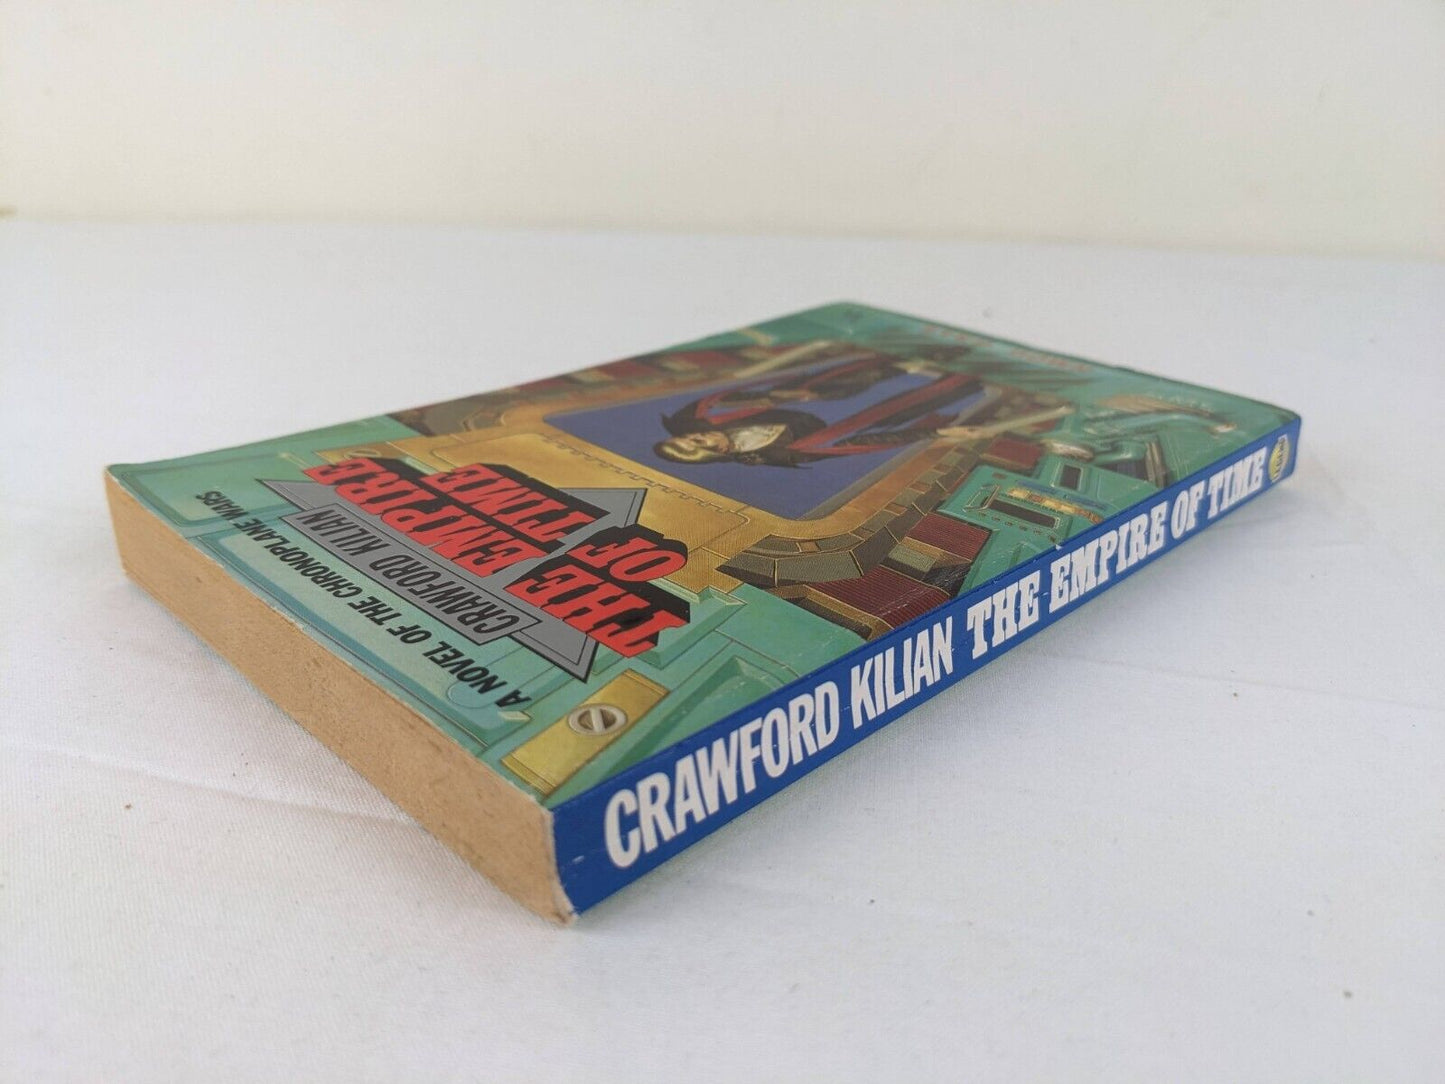 A NOVEL OF THE CHRONOPLANE WARS
CRAWFORD KILIAN
THE EMPIRE
OF TIME
CRAWFORD KILIAN THE EMPIRE OF TIME